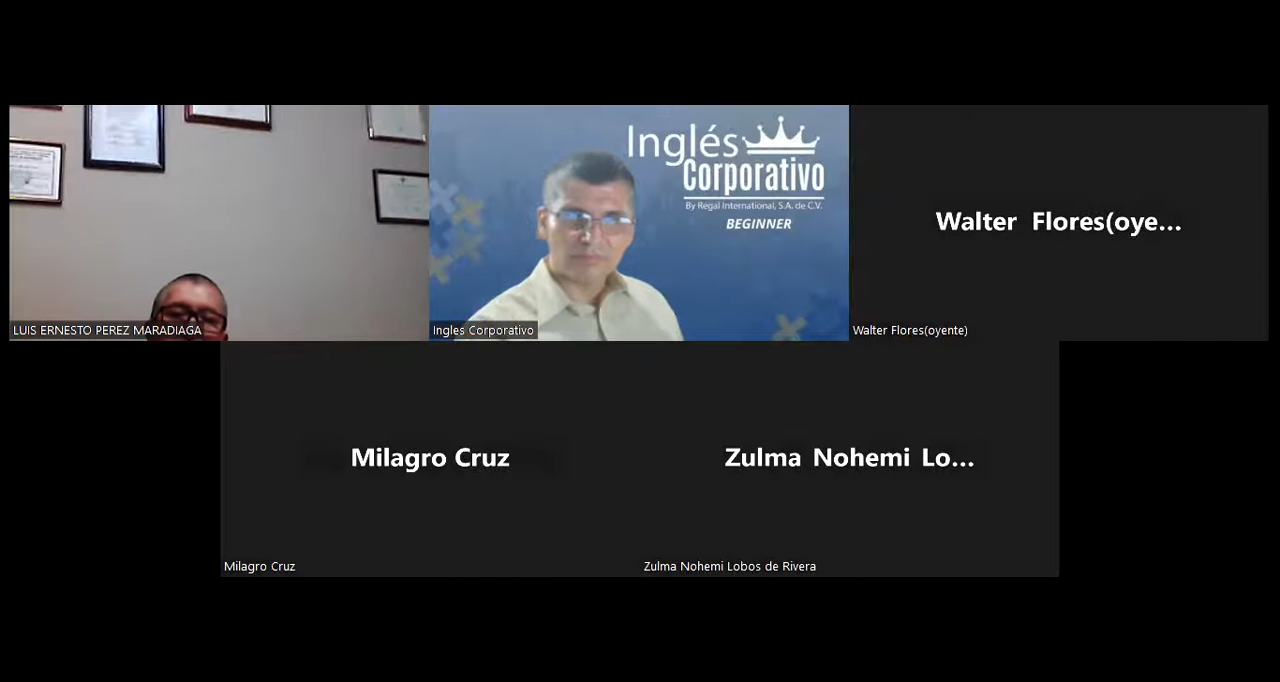 LUIS ERNESTO PEREZ MARADIAGA
Inglés
Corporativo
By Regal International, S.A. de C.V.
BEGINNER
Ingles Corporativo
Walter Flores(oye...
Walter Flores(oyente)
Milagro Cruz
Milagro Cruz
Zulma Nohemi Lo...
Zulma Nohemi Lobos de Rivera